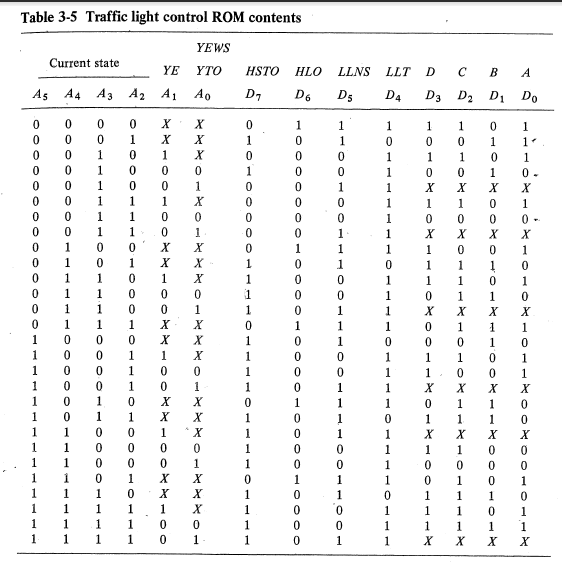 Table 3-5 Traffic light control ROM contents
YEWS
Current state
YE YTO HSTO HLO LLNS LLT D C B A
A5 A4 A3 A2 A1 A0 D7 D6 D5 D4 D3 D2 D1 D0
0 0 0 0 X X 0 1 1 1 1 1 0 1
0 0 0 1 X X 1 0 1 0 0 0 1 1
0 0 1 0 1 X 0 0 0 1 1 1 0 1
0 0 1 0 0 0 1 0 0 1 0 0 1 0
0 0 1 0 0 1 0 0 1 1 X X X X
0 0 1 1 1 X 0 0 0 1 1 1 0 1
0 0 1 1 0 0 0 0 0 1 0 0 0 0
0 0 1 1 0 1 0 0 1 1 X X X X
0 1 0 0 X X 0 1 1 1 1 0 0 1
0 1 0 1 X X 1 0 1 0 1 1 1 0
0 1 1 0 1 X 1 0 0 1 1 1 0 1
0 1 1 0 0 0 1 0 0 1 0 1 1 0
0 1 1 0 0 1 1 0 1 1 X X X X
0 1 1 1 X X 0 1 1 1 0 1 1 1
1 0 0 0 X X 1 0 1 0 0 0 1 0
1 0 0 1 1 X 1 0 0 1 1 1 0 1
1 0 0 1 0 0 1 0 0 1 1 0 0 1
1 0 0 1 0 1 1 0 1 1 X X X X
1 0 1 0 X X 0 1 1 1 0 1 1 0
1 0 1 1 X X 1 0 1 0 1 1 1 0
1 1 0 0 1 X 1 0 1 1 X X X X
1 1 0 0 0 0 1 0 0 1 1 1 0 0
1 1 0 0 0 1 1 0 0 1 0 0 0 0
1 1 0 1 X X 0 1 1 1 0 1 0 1
1 1 1 0 X X 1 0 1 0 1 1 1 0
1 1 1 1 1 X 1 0 0 1 1 1 0 1
1 1 1 1 0 0 1 0 0 1 1 1 1 1
1 1 1 1 0 1 1 0 1 1 X X X X